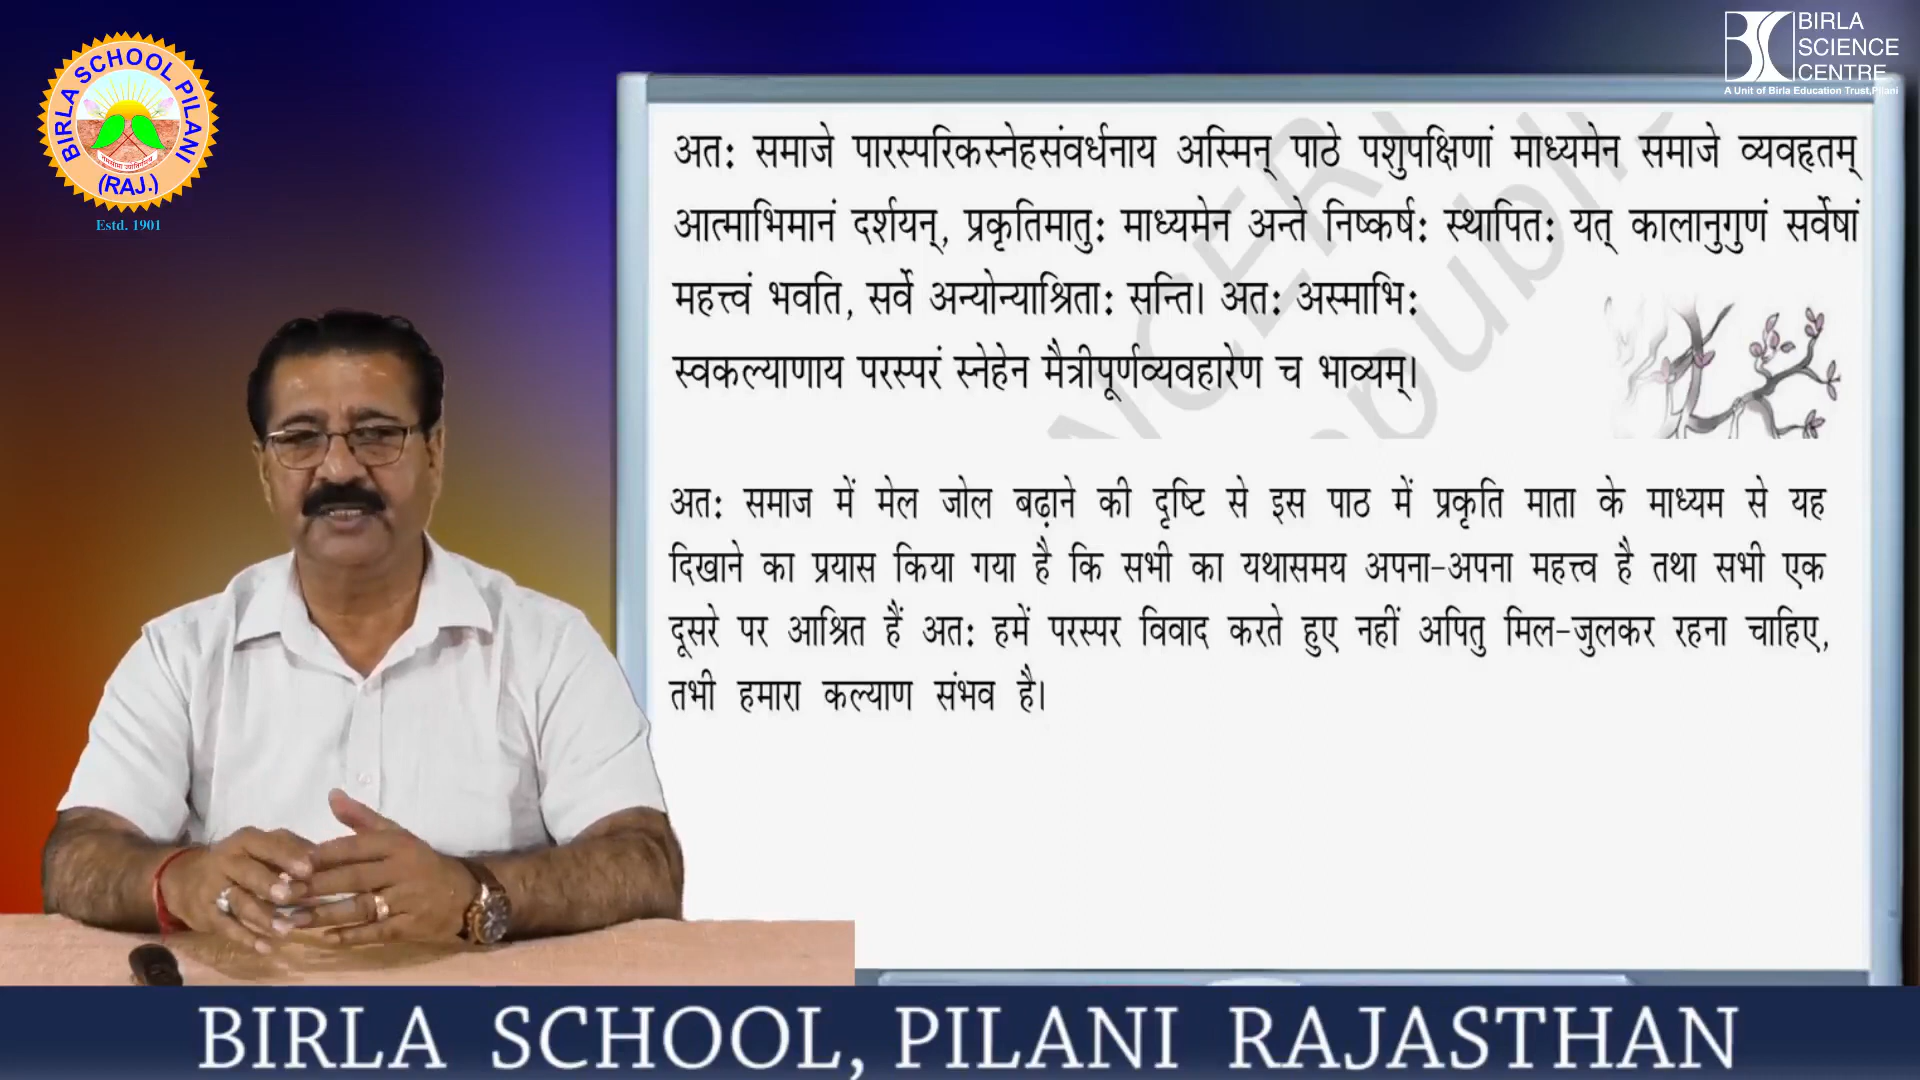 BIRLA SCHOOL PILANI
(RAJ.)
Estd. 1901
BIRLA
SCIENCE
CENTRE
A Unit of Birla Education Trust,Pilani
अतः समाजे पारस्परिकस्नेहसंवर्धनाय अस्मिन् पाठे पशुपक्षिणां माध्यमेन समाजे व्यवहृतम्
आत्माभिमानं दर्शयन्, प्रकृतिमातुः माध्यमेन अन्ते निष्कर्षः स्थापितः यत् कालानुगुणं सर्वेषां
महत्त्वं भवति, सर्वे अन्योन्याश्रिताः सन्ति। अतः अस्माभिः
स्वकल्याणाय परस्परं स्नेहेन मैत्रीपूर्णव्यवहारेण च भाव्यम्।
अतः समाज में मेल जोल बढ़ाने की दृष्टि से इस पाठ में प्रकृति माता के माध्यम से यह
दिखाने का प्रयास किया गया है कि सभी का यथासमय अपना-अपना महत्त्व है तथा सभी एक
दूसरे पर आश्रित हैं अतः हमें परस्पर विवाद करते हुए नहीं अपितु मिल-जुलकर रहना चाहिए,
तभी हमारा कल्याण संभव है।
BIRLA SCHOOL, PILANI RAJASTHAN